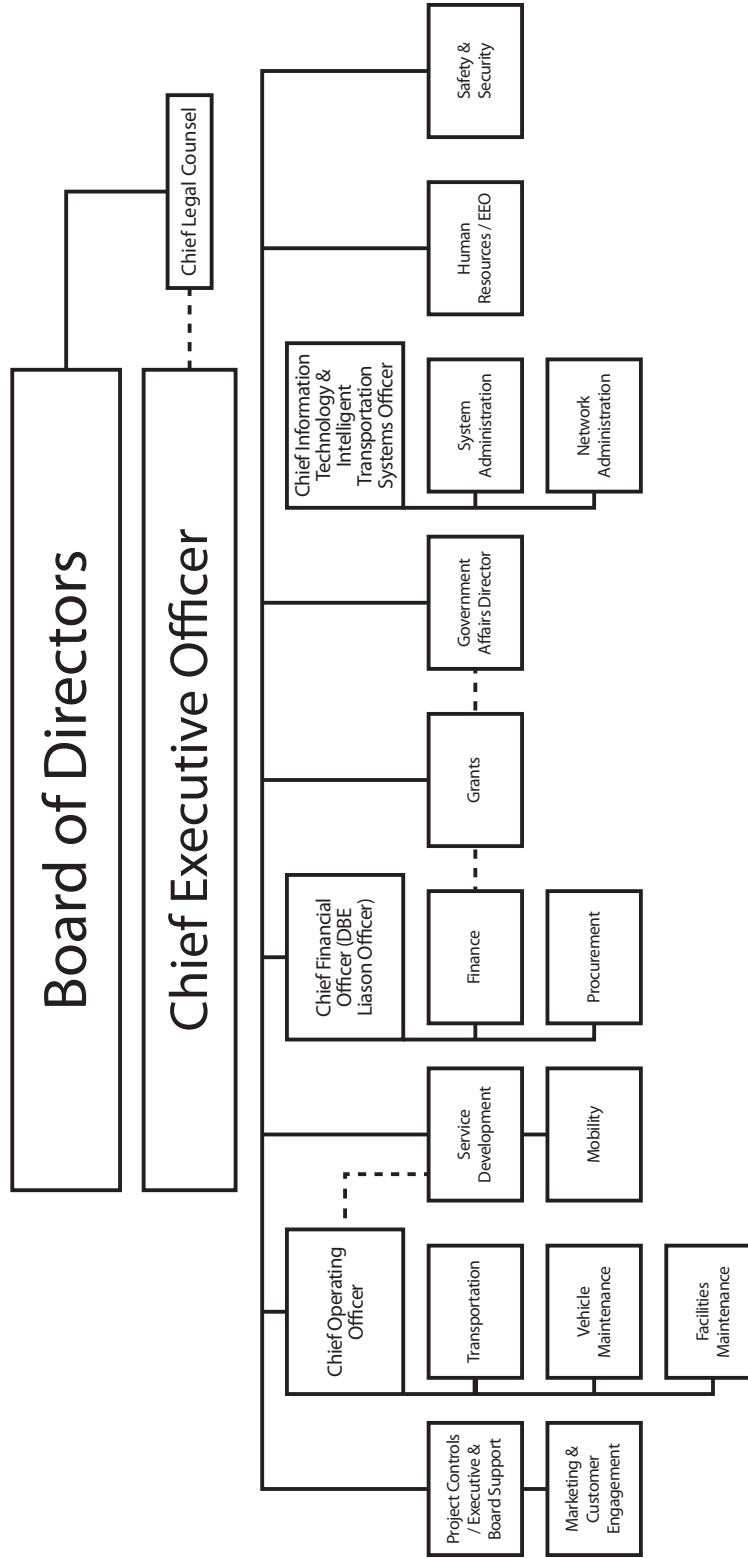 Board of Directors
Chief Legal Counsel
Chief Executive Officer
Project Controls
/ Executive &
Board Support
Marketing &
Customer
Engagement
Chief Operating
Officer
Transportation
Vehicle
Maintenance
Facilities
Maintenance
Service
Development
Mobility
Chief Financial
Officer (DBE
Liason Officer)
Finance
Procurement
Grants
Government
Affairs Director
Chief Information
Technology &
Intelligent
Transportation
Systems Officer
System
Administration
Network
Administration
Human
Resources / EEO
Safety &
Security